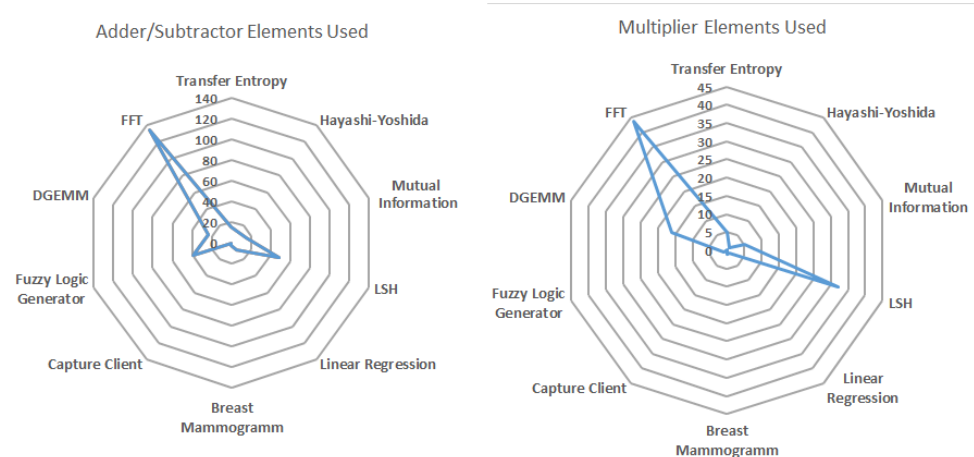 Adder/Subtractor Elements Used
Transfer Entropy
140
120
100
80
60
40
20
0
Hayashi-Yoshida
Mutual
Information
LSH
Linear Regression
Breast
Mammogramm
Capture Client
Fuzzy Logic
Generator
DGEMM
FFT
Multiplier Elements Used
Transfer Entropy
45
40
35
30
25
20
15
10
5
0
Hayashi-Yoshida
Mutual
Information
LSH
Linear
Regression
Breast
Mammogramm
Capture Client
Fuzzy Logic
Generator
DGEMM
FFT